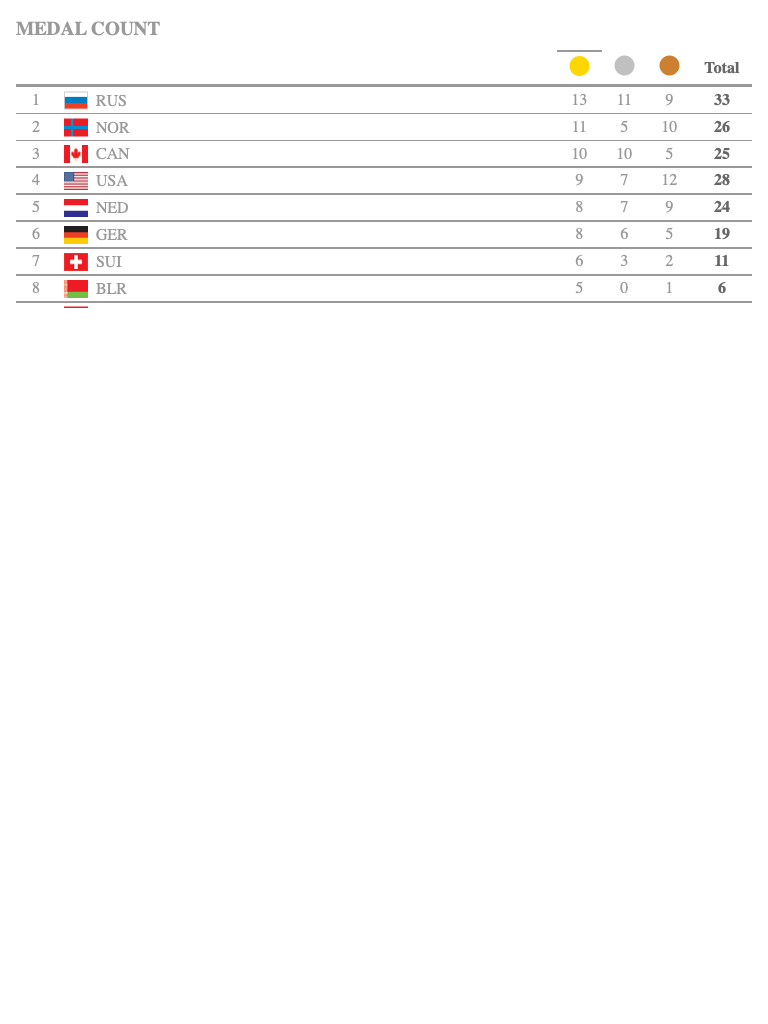 MEDAL COUNT
Total
1 RUS 13 11 9 33
2 NOR 11 5 10 26
3 CAN 10 10 5 25
4 USA 9 7 12 28
5 NED 8 7 9 24
6 GER 8 6 5 19
7 SUI 6 3 2 11
8 BLR 5 0 1 6